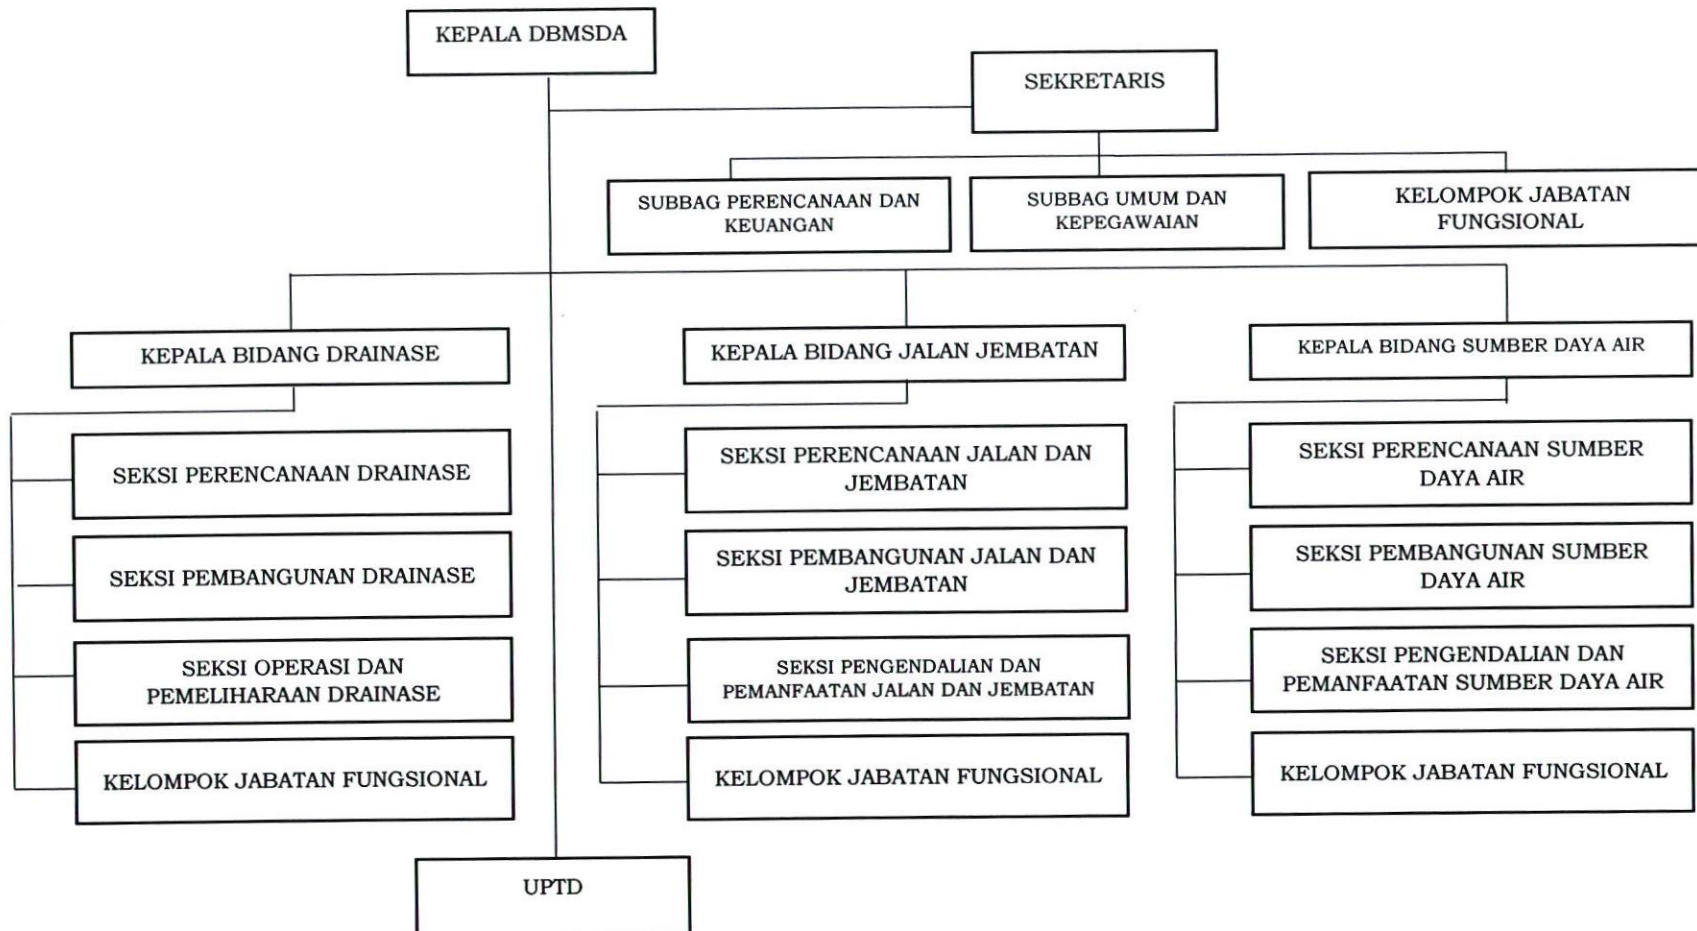 KEPALA DBMSDA
SEKRETARIS
SUBBAG PERENCANAAN DAN
KEUANGAN
SUBBAG UMUM DAN
KEPEGAWAIAN
KELOMPOK JABATAN
FUNGSIONAL
KEPALA BIDANG DRAINASE
KEPALA BIDANG JALAN JEMBATAN
KEPALA BIDANG SUMBER DAYA AIR
SEKSI PERENCANAAN DRAINASE
SEKSI PEMBANGUNAN DRAINASE
SEKSI OPERASI DAN
PEMELIHARAAN DRAINASE
KELOMPOK JABATAN FUNGSIONAL
SEKSI PERENCANAAN JALAN DAN
JEMBATAN
SEKSI PEMBANGUNAN JALAN DAN
JEMBATAN
SEKSI PENGENDALIAN DAN
PEMANFAATAN JALAN DAN JEMBATAN
KELOMPOK JABATAN FUNGSIONAL
SEKSI PERENCANAAN SUMBER
DAYA AIR
SEKSI PEMBANGUNAN SUMBER
DAYA AIR
SEKSI PENGENDALIAN DAN
PEMANFAATAN SUMBER DAYA AIR
KELOMPOK JABATAN FUNGSIONAL
UPTD